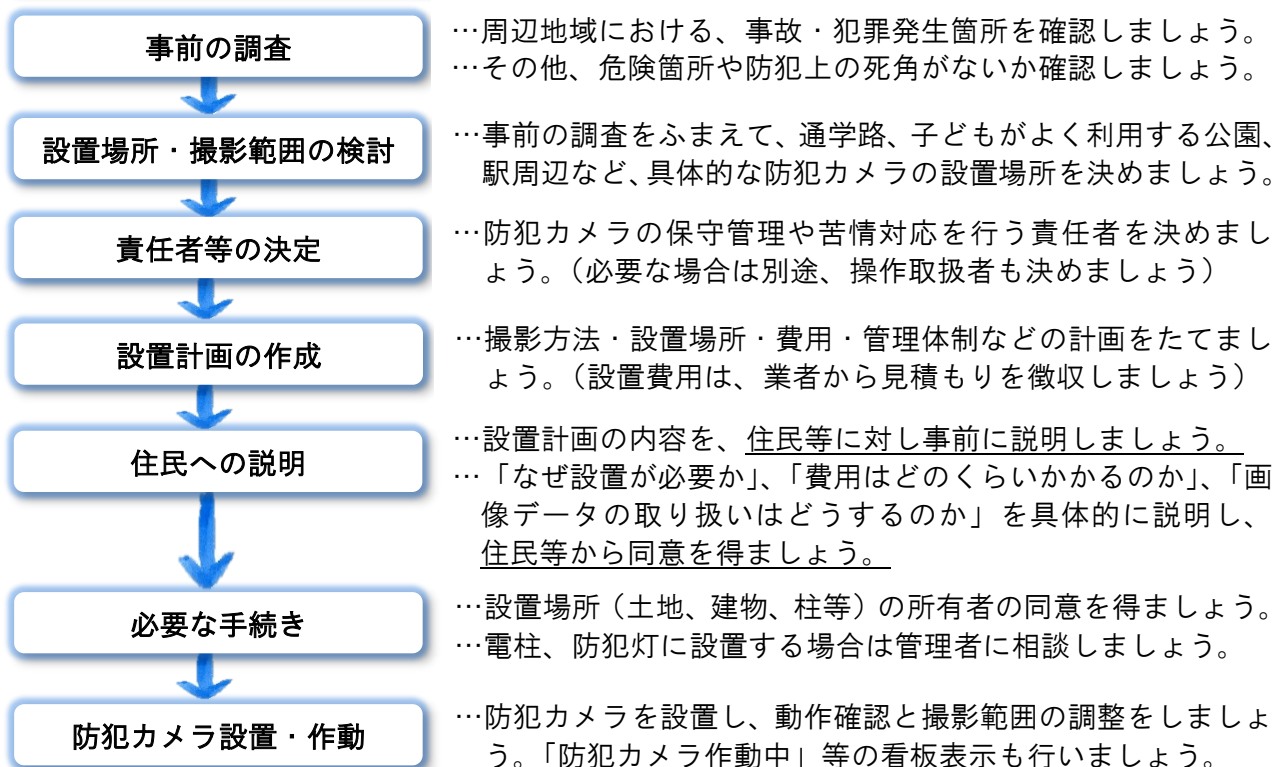 事前の調査
…周辺地域における、事故・犯罪発生箇所を確認しましょう。
…その他、危険箇所や防犯上の死角がないか確認しましょう。
設置場所・撮影範囲の検討
…事前の調査をふまえて、通学路、子どもがよく利用する公園、
駅周辺など、具体的な防犯カメラの設置場所を決めましょう。
責任者等の決定
…防犯カメラの保守管理や苦情対応を行う責任者を決めまし
ょう。（必要な場合は別途、操作取扱者も決めましょう）
設置計画の作成
…撮影方法・設置場所・費用・管理体制などの計画をたてまし
ょう。（設置費用は、業者から見積もりを徴収しましょう）
住民への説明
…設置計画の内容を、住民等に対し事前に説明しましょう。
…「なぜ設置が必要か」、「費用はどのくらいかかるのか」、「画
像データの取り扱いはどうするのか」を具体的に説明し、
住民等から同意を得ましょう。
必要な手続き
…設置場所（土地、建物、柱等）の所有者の同意を得ましょう。
…電柱、防犯灯に設置する場合は管理者に相談しましょう。
防犯カメラ設置・作動
…防犯カメラを設置し、動作確認と撮影範囲の調整をしましょ
う。「防犯カメラ作動中」等の看板表示も行いましょう。